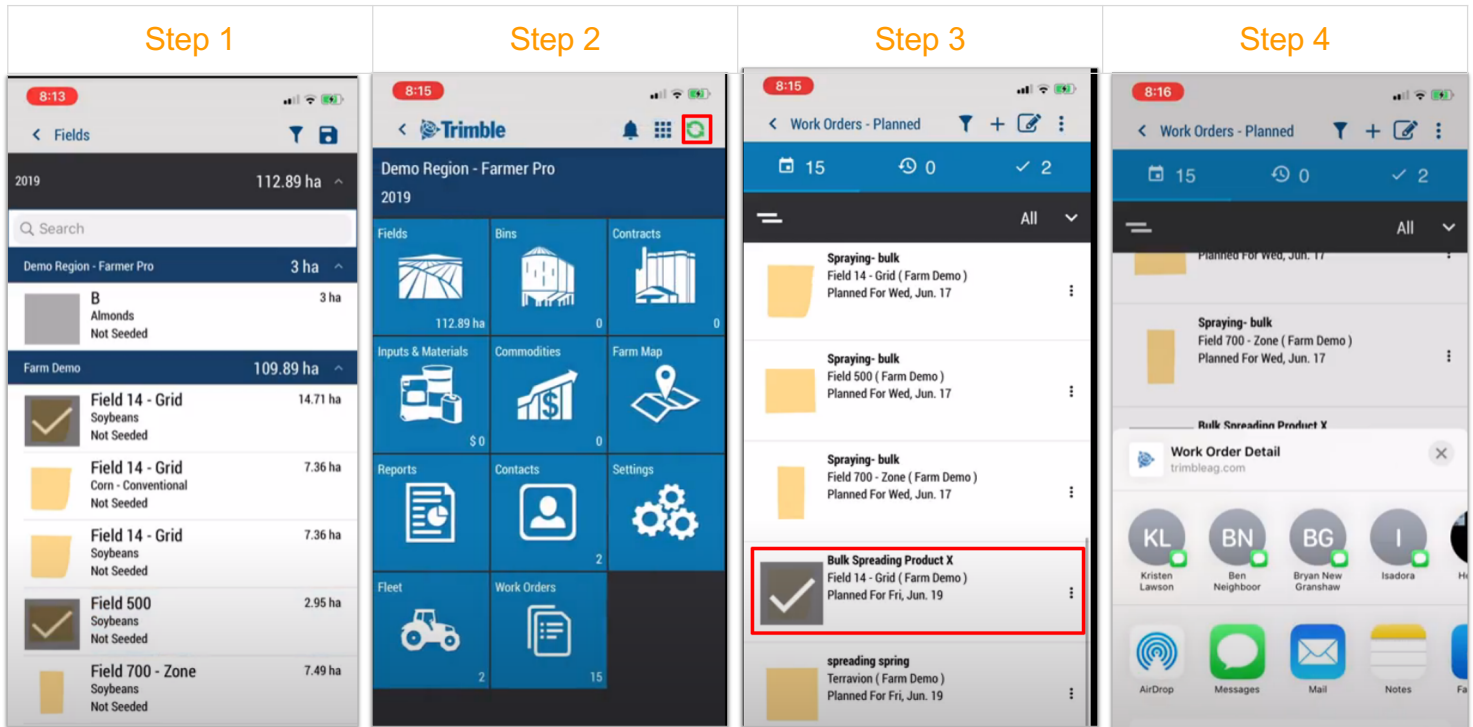 Step 1
Step 2
Step 3
Step 4
8:13
Fields
2019
112.89 ha
Search
Demo Region - Farmer Pro
3 ha
B
3 ha
Almonds
Not Seeded
Farm Demo
109.89 ha
Field 14 - Grid
14.71 ha
Soybeans
Not Seeded
Field 14 - Grid
7.36 ha
Corn - Conventional
Not Seeded
Field 14 - Grid
7.36 ha
Soybeans
Not Seeded
Field 500
2.95 ha
Soybeans
Not Seeded
Field 700 - Zone
7.49 ha
Soybeans
Not Seeded
8:15
Trimble
Demo Region - Farmer Pro
2019
Fields
Bins
Contracts
112.89 ha
0
0
Inputs & Materials
Commodities
Farm Map
$ 0
0
Reports
Contacts
Settings
2
Fleet
Work Orders
2
15
8:15
Work Orders - Planned
15
0
2
All
Spraying- bulk
Field 14 - Grid ( Farm Demo )
Planned For Wed, Jun. 17
Spraying- bulk
Field 500 ( Farm Demo )
Planned For Wed, Jun. 17
Spraying- bulk
Field 700 - Zone ( Farm Demo )
Planned For Wed, Jun. 17
Bulk Spreading Product X
Field 14 - Grid ( Farm Demo )
Planned For Fri, Jun. 19
spreading spring
Terravion ( Farm Demo )
Planned For Fri, Jun. 19
8:16
Work Orders - Planned
15
0
2
All
Planned For Wed, Jun. 17
Spraying- bulk
Field 700 - Zone ( Farm Demo )
Planned For Wed, Jun. 17
Bulk Spreading Product X
Work Order Detail
trimbleag.com
KL
BN
BG
I
Kristen
Lawson
Ben
Neighboor
Bryan New
Granshaw
Isadora
AirDrop
Messages
Mail
Notes